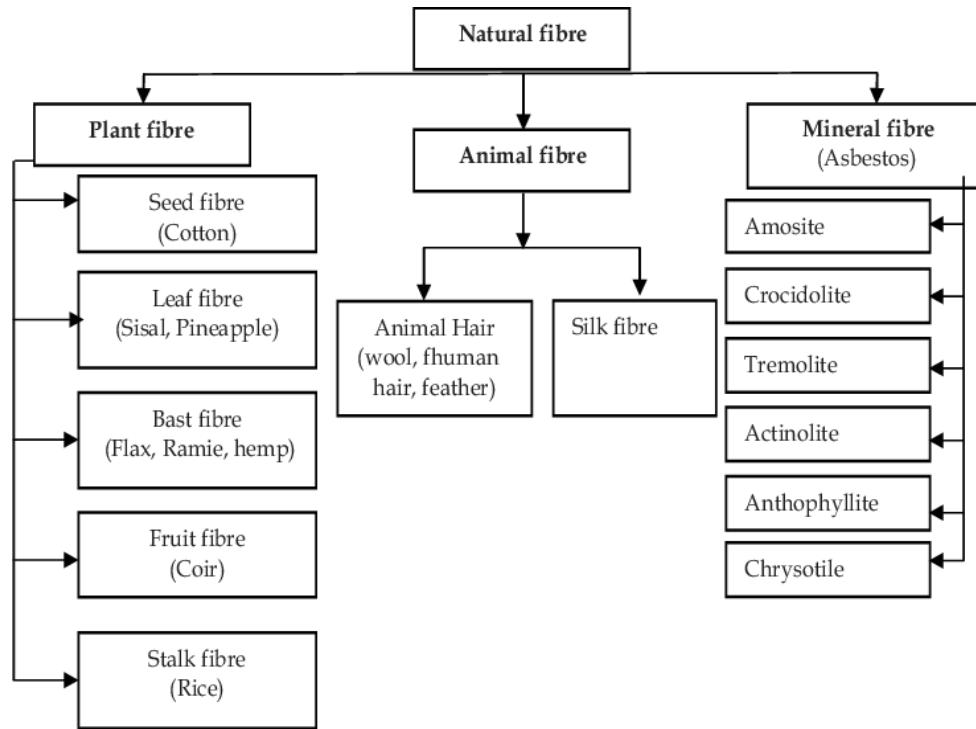 Natural fibre
Plant fibre
Animal fibre
Mineral fibre
(Asbestos)
Seed fibre
(Cotton)
Leaf fibre
(Sisal, Pineapple)
Bast fibre
(Flax, Ramie, hemp)
Fruit fibre
(Coir)
Stalk fibre
(Rice)
Animal Hair
(wool, fhuman
hair, feather)
Silk fibre
Amosite
Crocidolite
Tremolite
Actinolite
Anthophyllite
Chrysotile